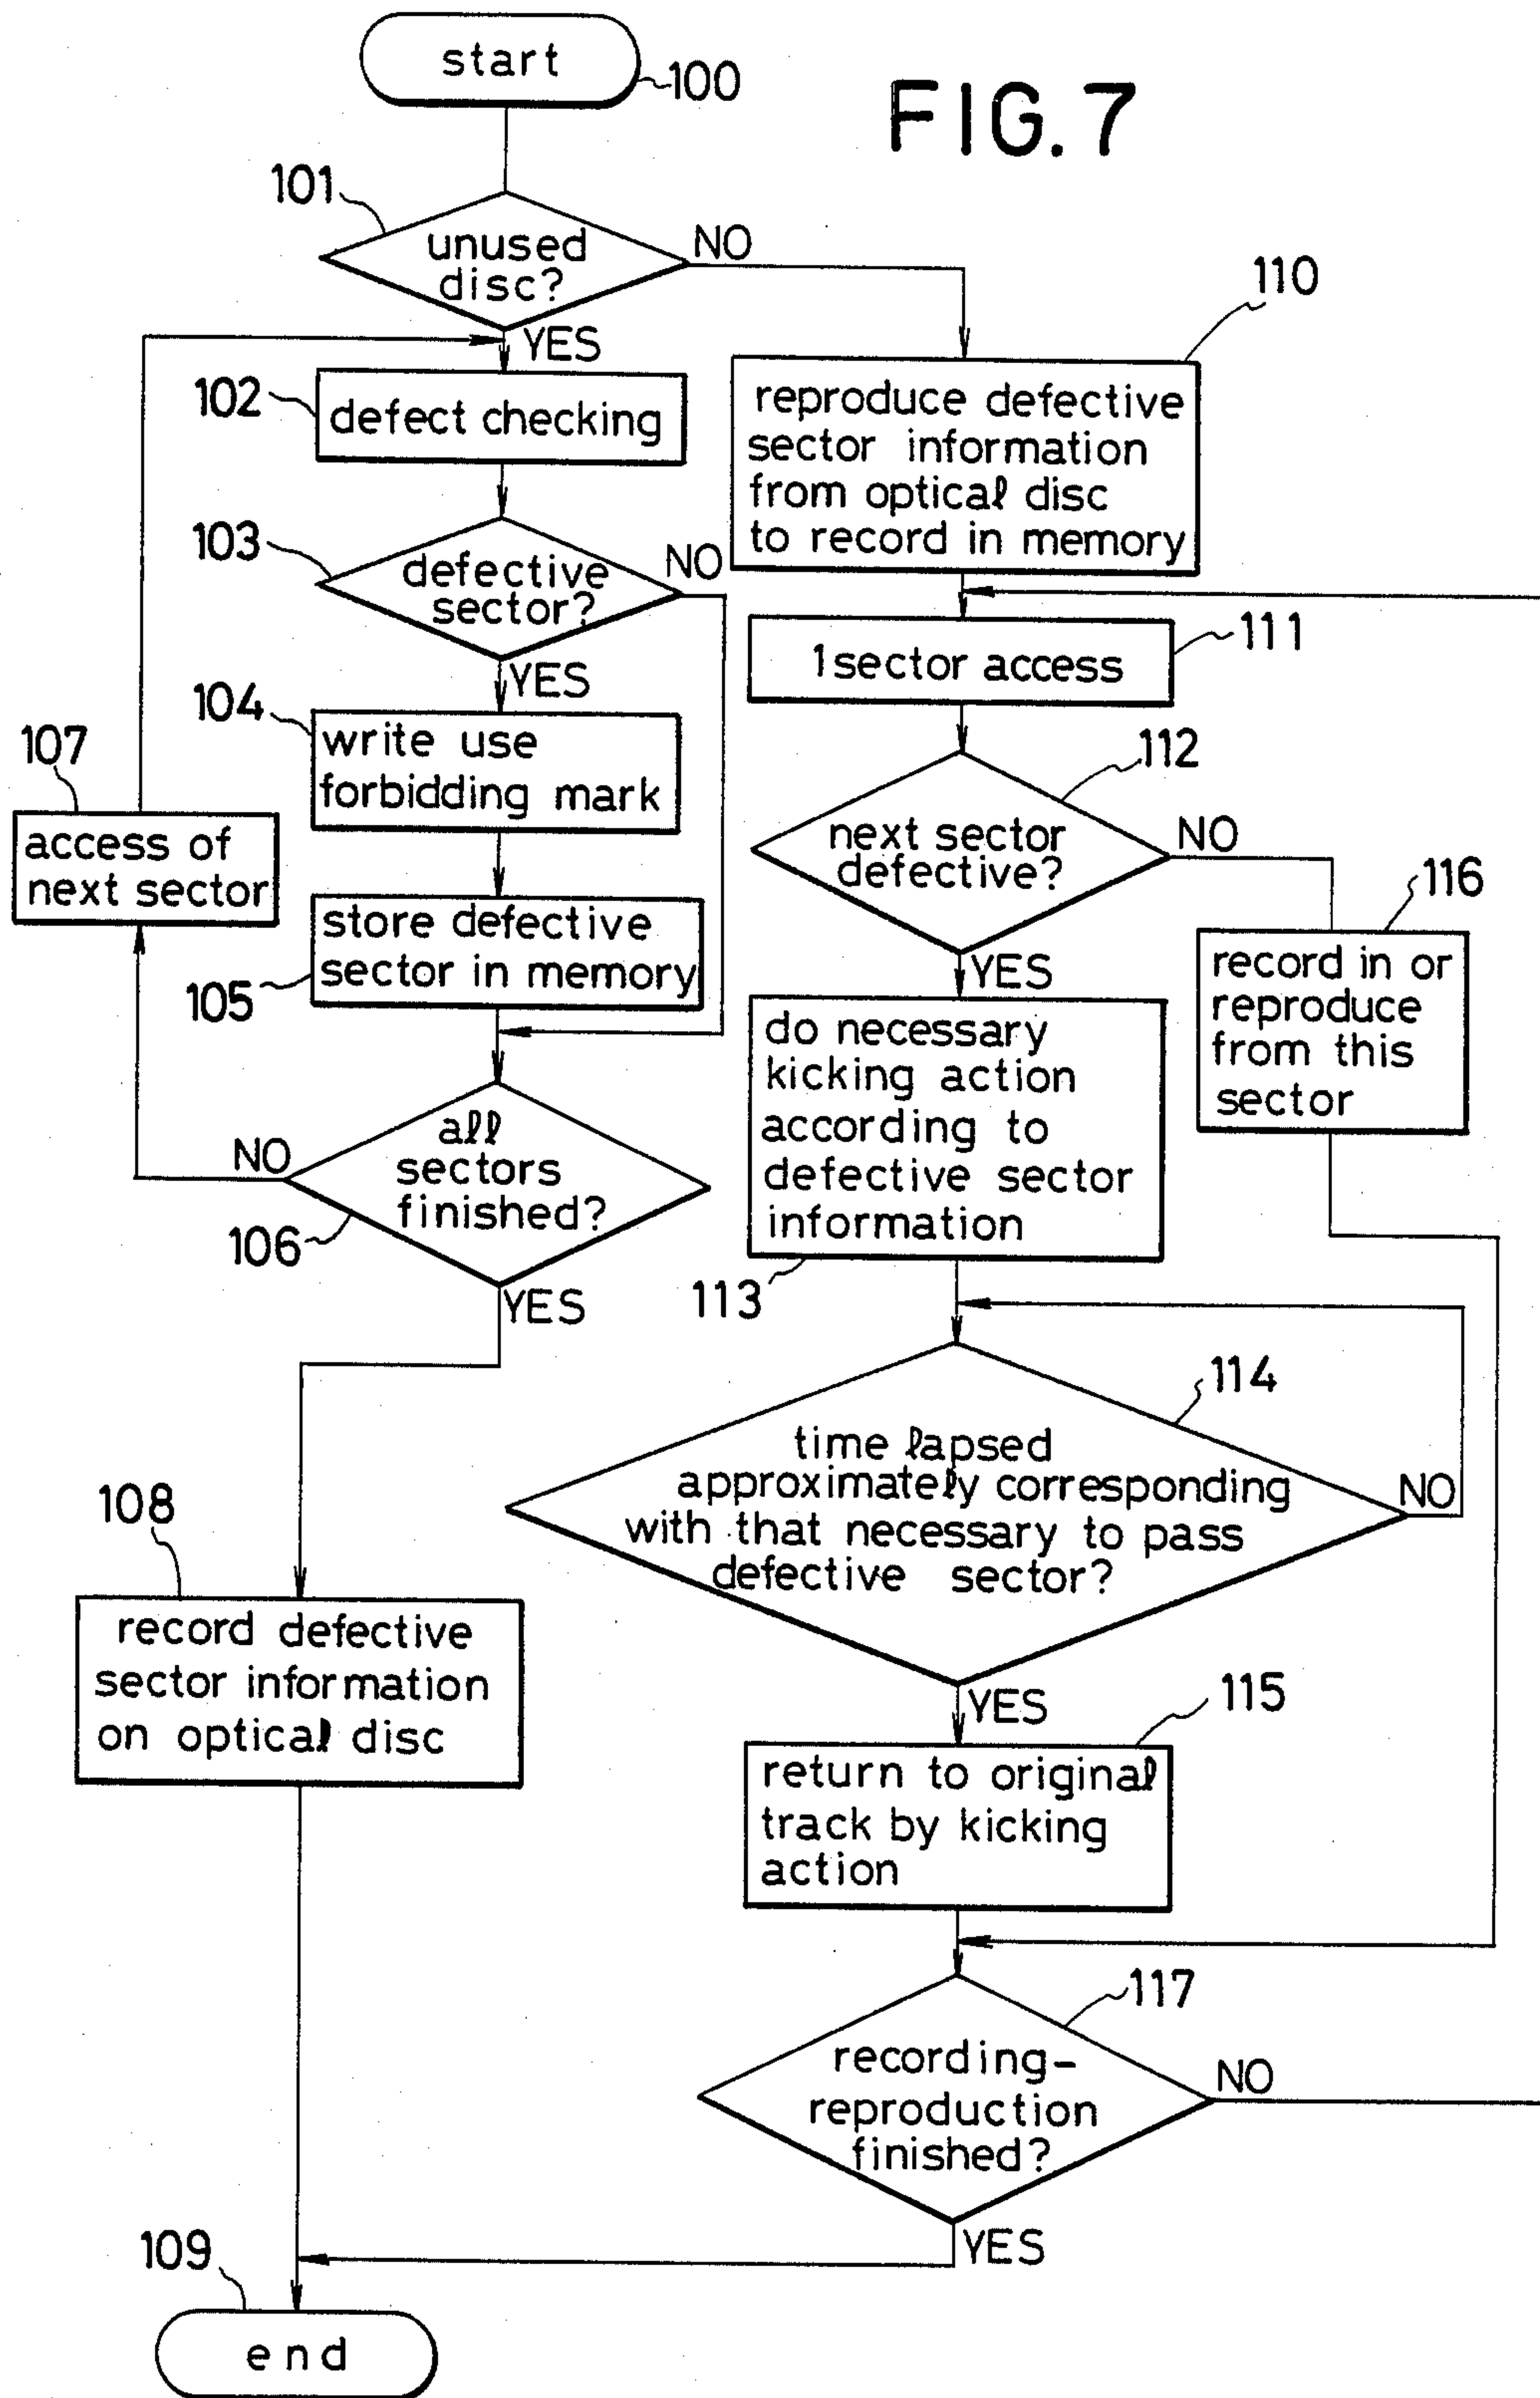 start
100
FIG.7
101
unused
disc?
NO
YES
110
102
defect checking
reproduce defective
sector information
from optical disc
to record in memory
103
defective
sector?
NO
YES
111
1 sector access
104
write use
forbidding mark
107
access of
next sector
112
next sector
defective?
NO
YES
105
store defective
sector in memory
116
record in or
reproduce
from this
sector
113
do necessary
kicking action
according to
defective sector
information
NO
all
sectors
finished?
106
YES
114
time lapsed
approximately corresponding
with that necessary to pass
defective sector?
NO
YES
108
record defective
sector information
on optical disc
115
return to original
track by kicking
action
117
recording-
reproduction
finished?
NO
YES
109
end